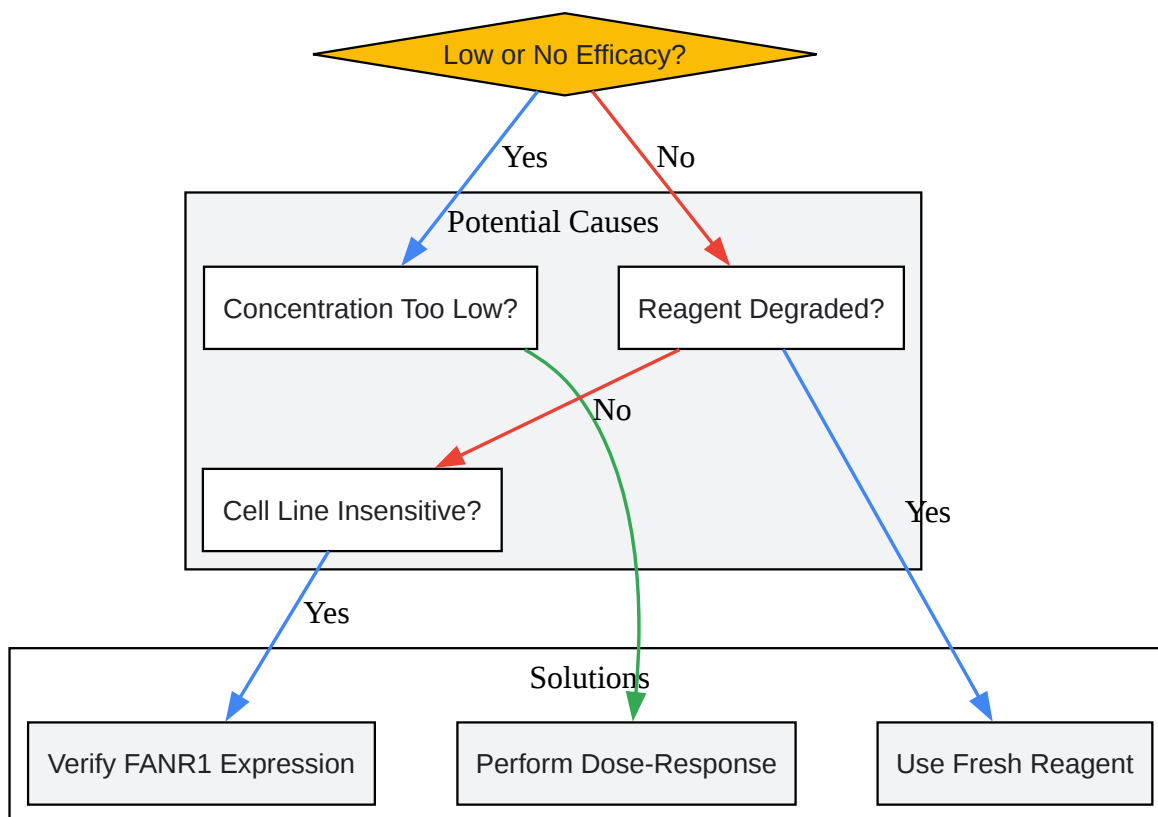 Low or No Efficacy?
Yes
No
Potential Causes
Concentration Too Low?
Reagent Degraded?
No
Cell Line Insensitive?
Yes
Yes
Solutions
Verify FANR1 Expression
Perform Dose-Response
Use Fresh Reagent